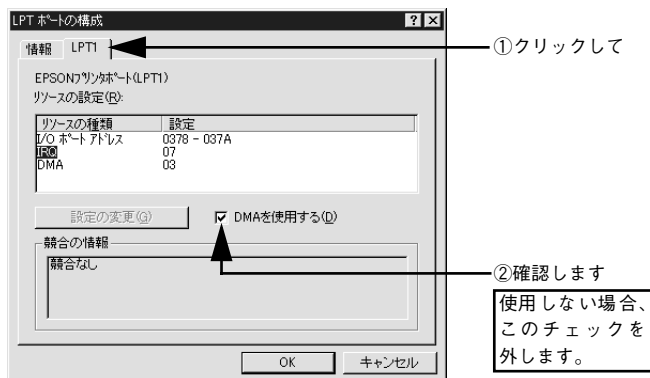 LPT ﾎﾟｰﾄの構成
情報 LPT1
①クリックして
EPSONﾌﾟﾘﾝﾀﾎﾟｰﾄ(LPT1)
ﾘｿｰｽの設定(R):
ﾘｿｰｽの種類 設定
I/O ﾎﾟｰﾄ ｱﾄﾞﾚｽ 0378 - 037A
IRQ 07
DMA 03
設定の変更(G) DMAを使用する(D)
競合の情報
競合なし
②確認します
使用しない場合、
このチェックを
外します。
OK キャンセル